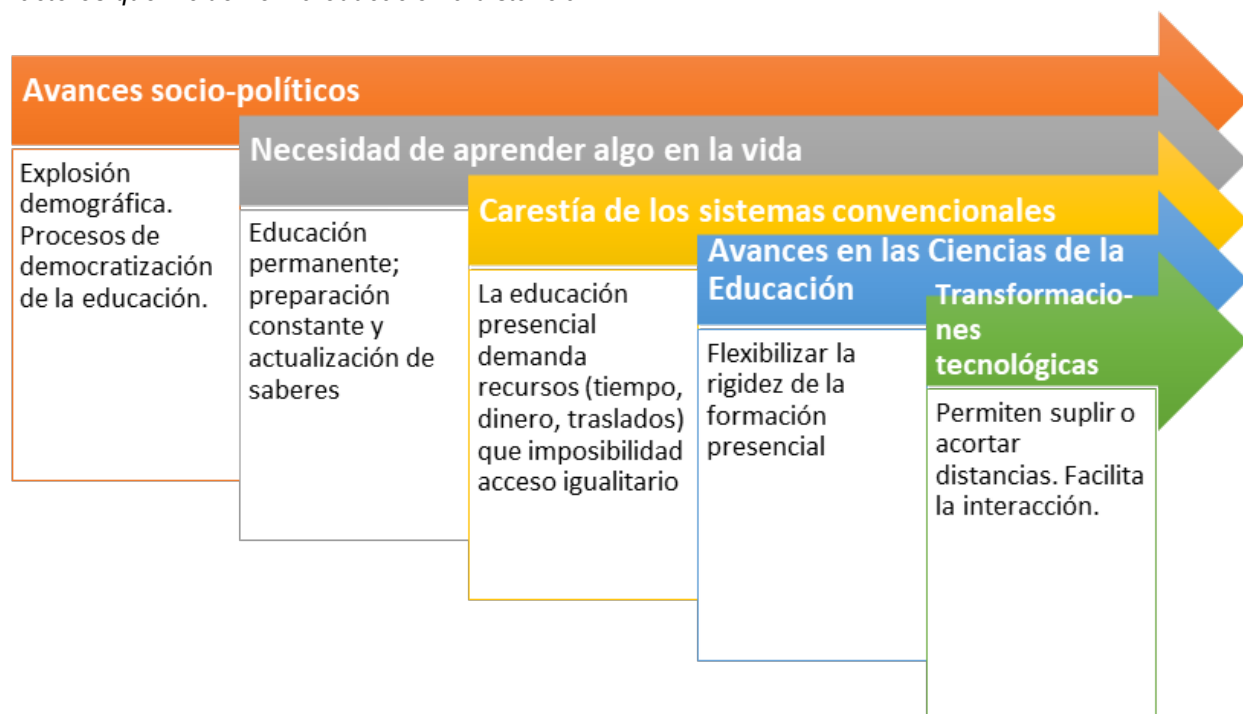 Avances socio-políticos
Explosión
demográfica.
Procesos de
democratización
de la educación.
Necesidad de aprender algo en la vida
Educación
permanente;
preparación
constante y
actualización de
saberes
Carestía de los sistemas convencionales
La educación
presencial
demanda
recursos (tiempo,
dinero, traslados)
que imposibilidad
acceso igualitario
Avances en las Ciencias de la
Educación
Flexibilizar la
rigidez de la
formación
presencial
Transformacio-
nes
tecnológicas
Permiten suplir o
acortar
distancias. Facilita
la interacción.